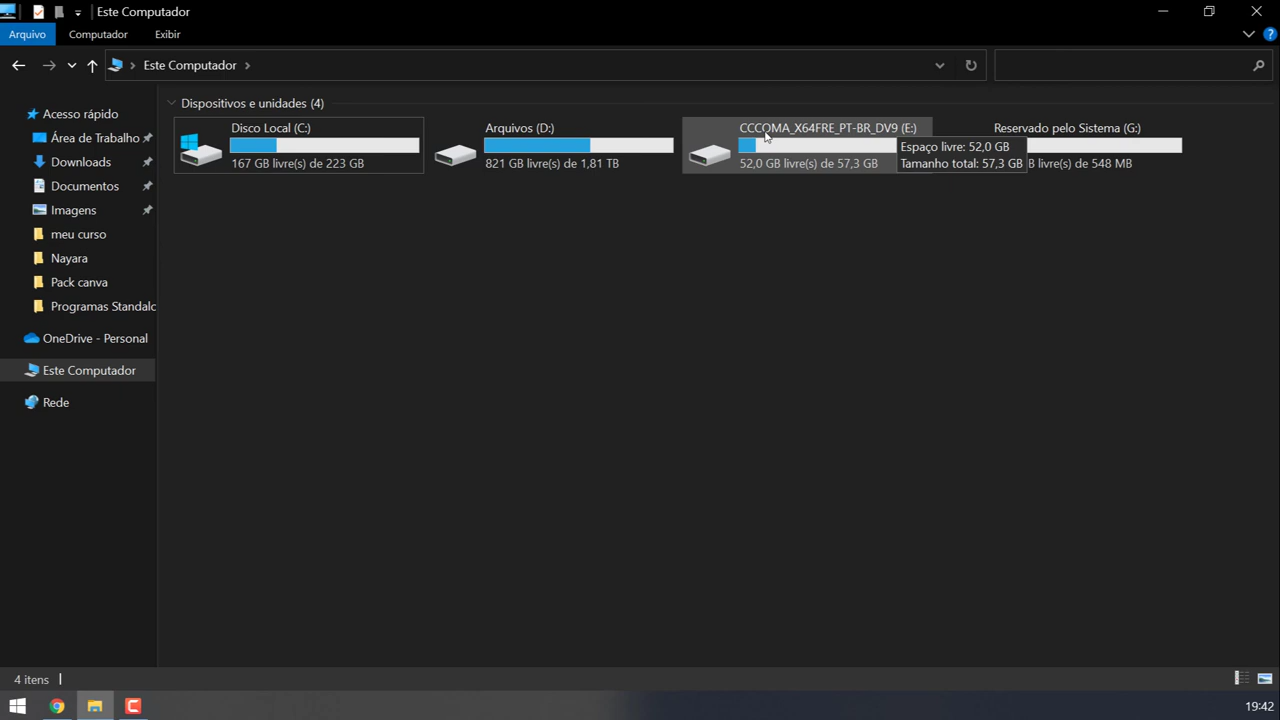 Este Computador
Arquivo
Computador
Exibir
Este Computador
Acesso rápido
Área de Trabalho
Downloads
Documentos
Imagens
meu curso
Nayara
Pack canva
Programas Standalc
OneDrive - Personal
Este Computador
Rede
Dispositivos e unidades (4)
Disco Local (C:)
167 GB livre(s) de 223 GB
Arquivos (D:)
821 GB livre(s) de 1,81 TB
CCCOMA_X64FRE_PT-BR_DV9 (E:)
52,0 GB livre(s) de 57,3 GB
Espaço livre: 52,0 GB
Tamanho total: 57,3 GB
Reservado pelo Sistema (G:)
B livre(s) de 548 MB
4 itens
19:42